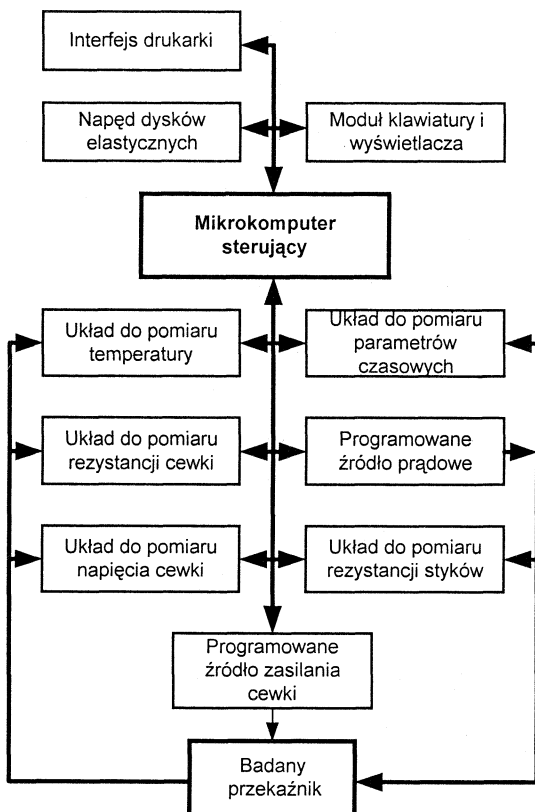 Interfejs drukarki
Napęd dysków
elastycznych
Moduł klawiatury i
wyświetlacza
Mikrokomputer
sterujący
Układ do pomiaru
temperatury
Układ do pomiaru
parametrów
czasowych
Układ do pomiaru
rezystancji cewki
Programowane
źródło prądowe
Układ do pomiaru
napięcia cewki
Układ do pomiaru
rezystancji styków
Programowane
źródło zasilania
cewki
Badany
przekaźnik